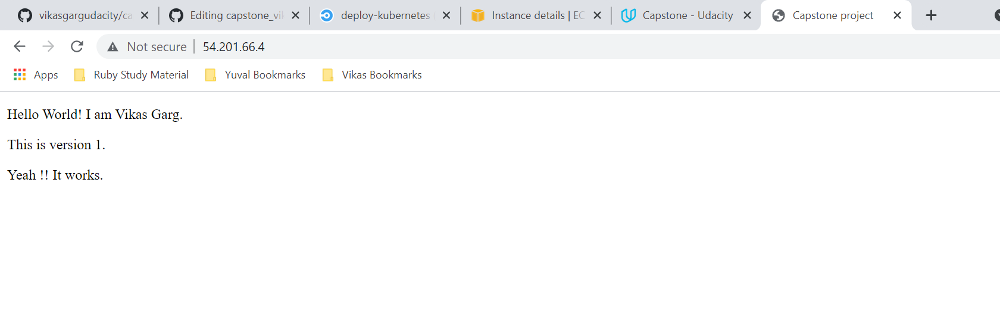 vikasgargudacity/ca
Editing capstone_vi
deploy-kubernetes
Instance details | EC
Capstone - Udacity
Capstone project
Not secure
54.201.66.4
Apps
Ruby Study Material
Yuval Bookmarks
Vikas Bookmarks
Hello World! I am Vikas Garg.
This is version 1.
Yeah !! It works.